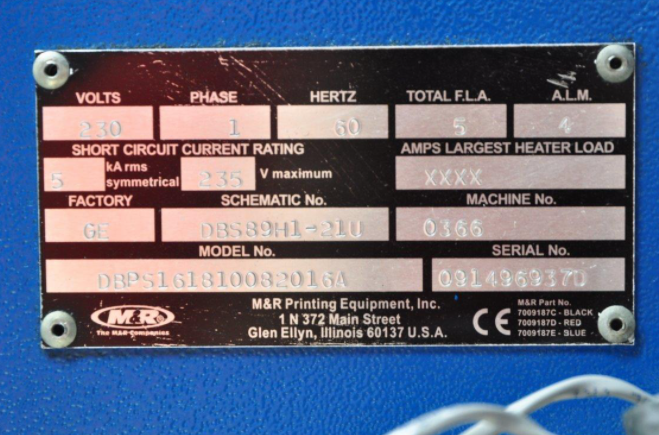 VOLTS PHASE HERTZ TOTAL F.L.A. A.L.M.
230 1 60 5 4
SHORT CIRCUIT CURRENT RATING AMPS LARGEST HEATER LOAD
5 kA rms symmetrical 235 V maximum XXXX
FACTORY SCHEMATIC No. MACHINE No.
GE DBS89H1-21U 0366
MODEL No. SERIAL No.
DBPS161810082016A 091496937D
M&R
The M&R Companies
M&R Printing Equipment, Inc.
1 N 372 Main Street
Glen Ellyn, Illinois 60137 U.S.A.
CE
M&R Part No.
7009187C - BLACK
7009187D - RED
7009187E - BLUE